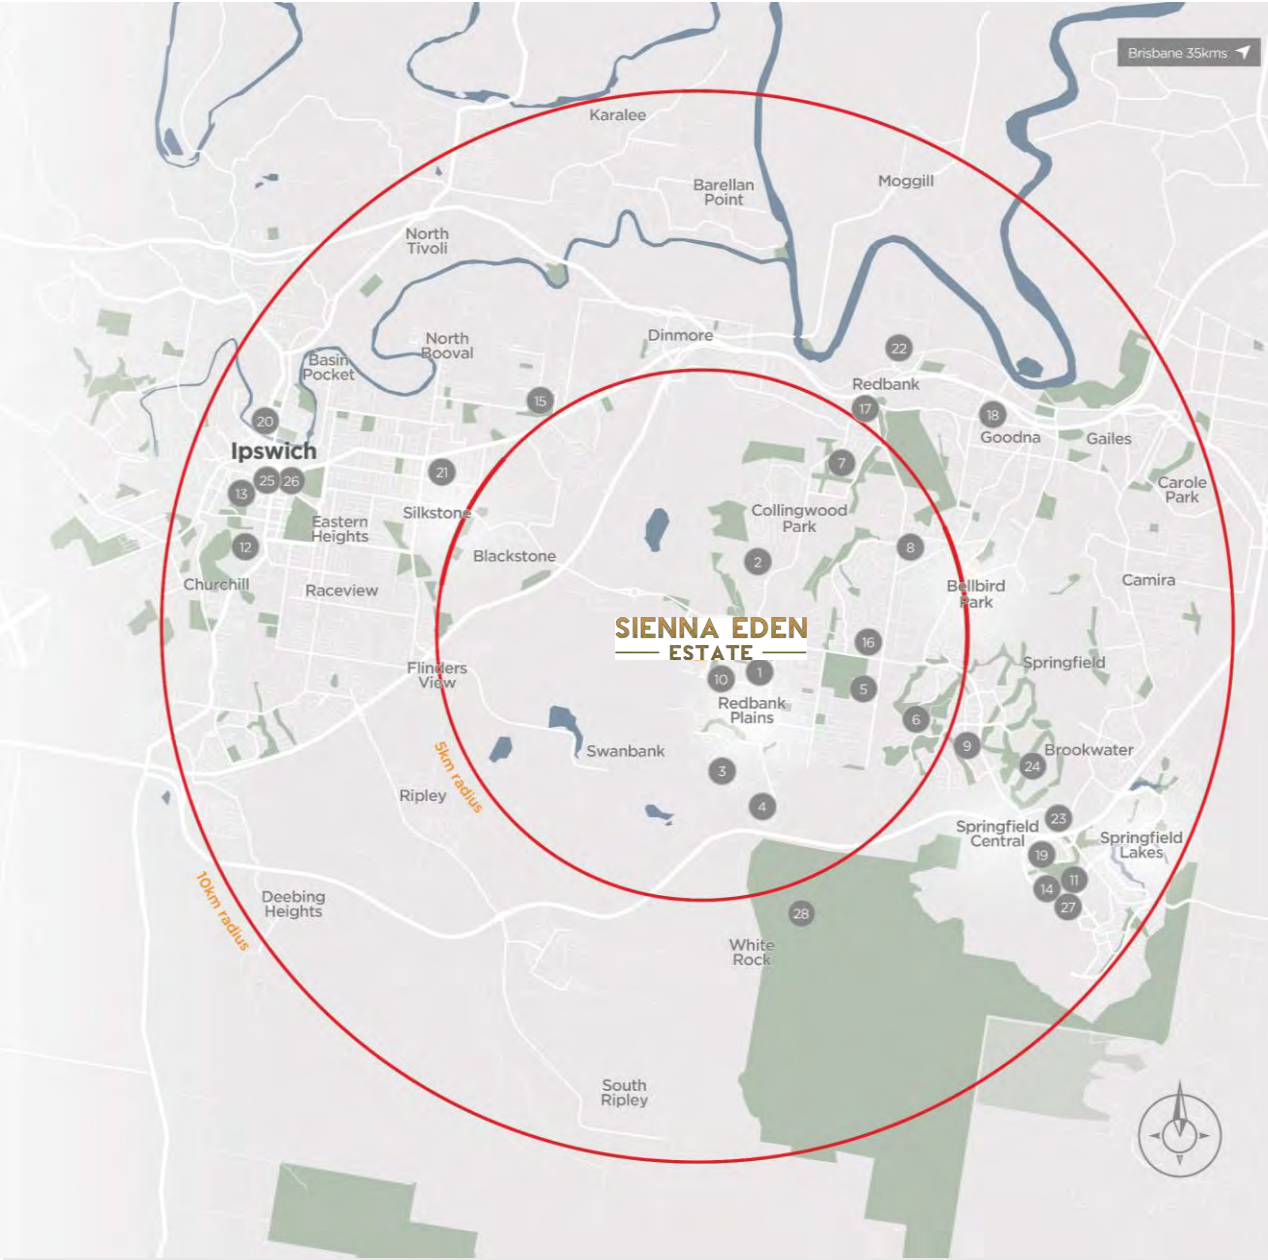 Brisbane 35kms
Karalee
Barellan
Point
Moggill
North
Tivoli
Dinmore
North
Booval
Basin
Pocket
22
Redbank
15
17
18
20
Goodna
Gailes
Ipswich
7
21
25
26
13
Carole
Park
Silkstone
Collingwood
Park
Eastern
Heights
12
8
Blackstone
2
Churchill
Raceview
Bellbird
Park
Camira
SIENNA EDEN
ESTATE
16
Flinders
View
10
1
5
Springfield
Redbank
Plains
6
9
Brookwater
Swanbank
24
3
5km radius
Ripley
4
23
Springfield
Central
Springfield
Lakes
19
11
14
27
10km radius
Deebing
Heights
28
White
Rock
South
Ripley